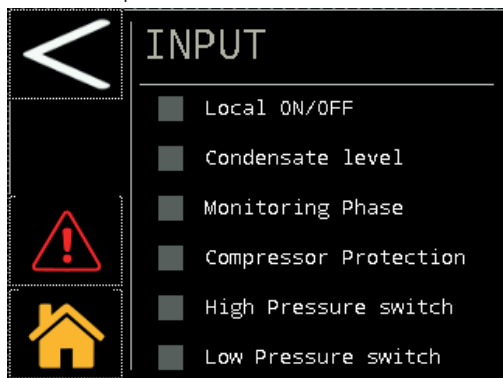 INPUT
Local ON/OFF
Condensate level
Monitoring Phase
Compressor Protection
High Pressure switch
Low Pressure switch